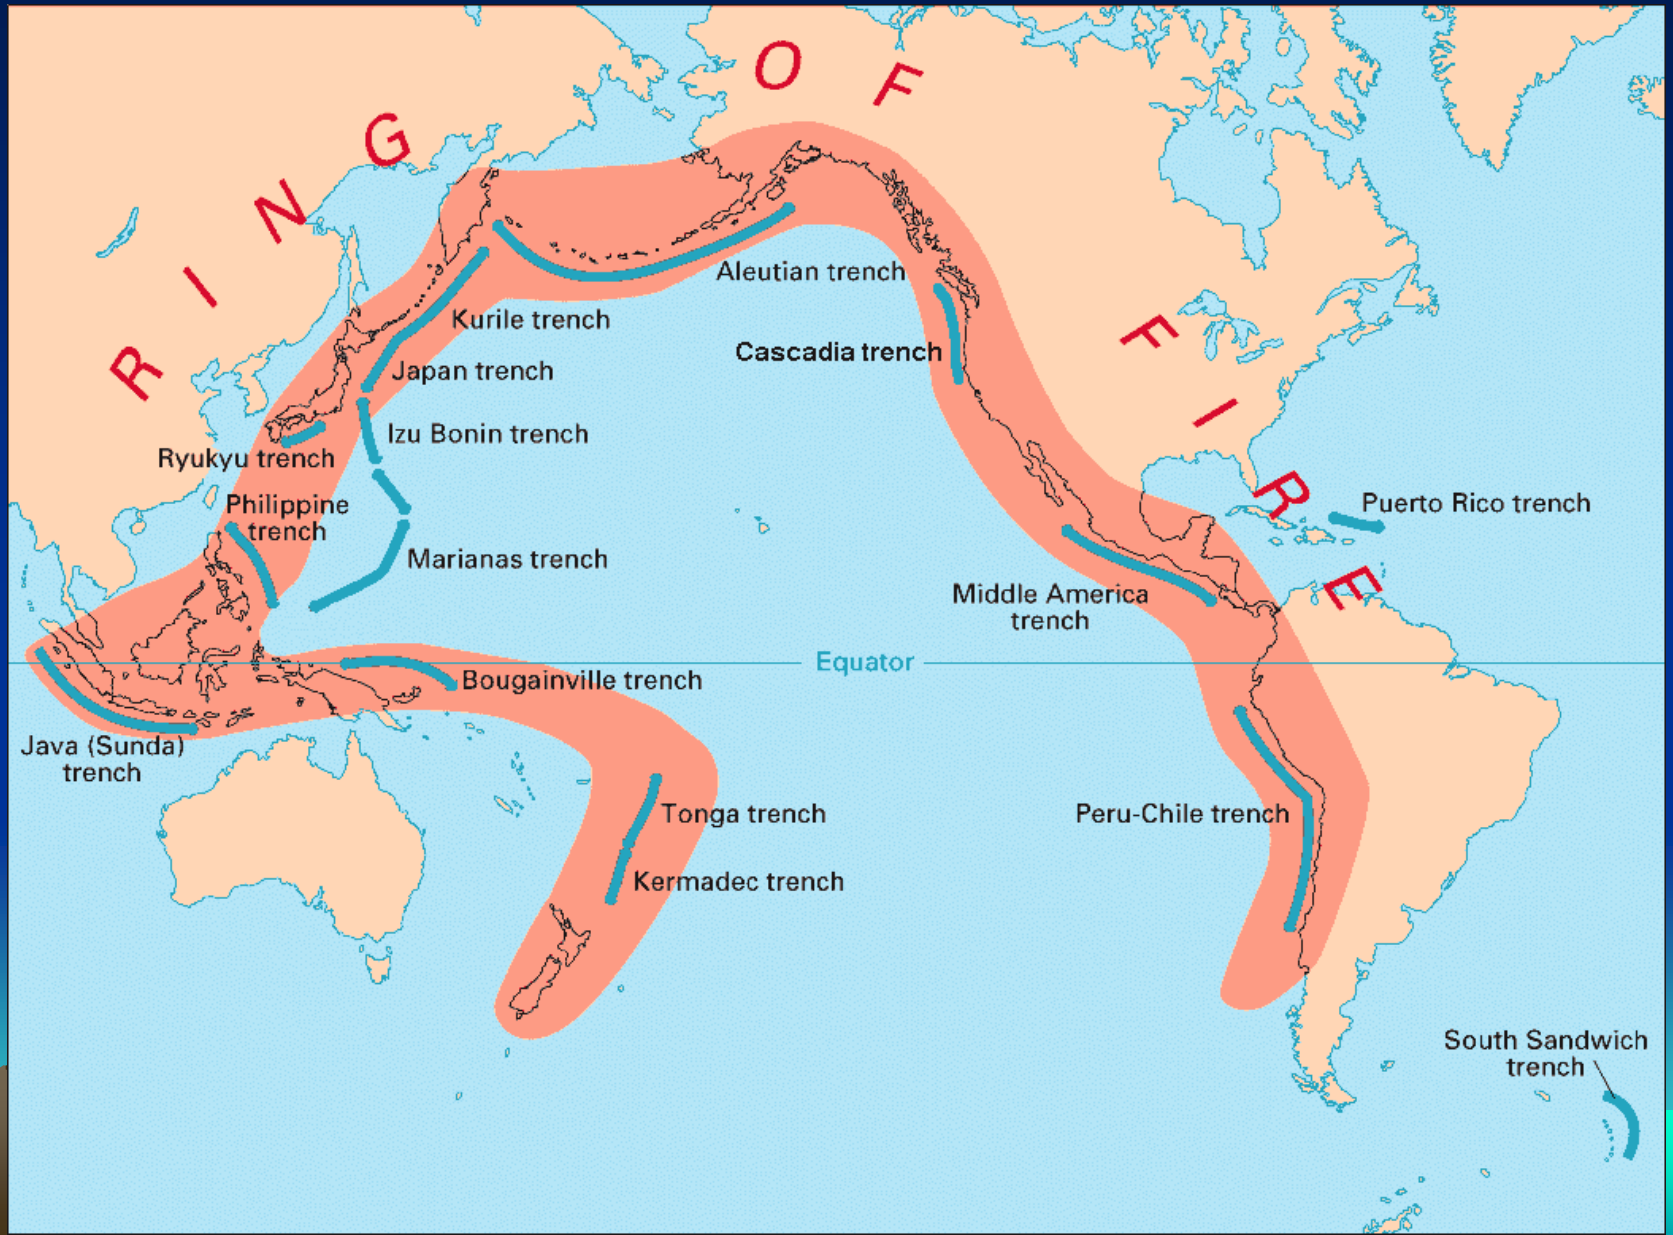 RING OF FIRE
Aleutian trench
Kurile trench
Cascadia trench
Japan trench
Izu Bonin trench
Ryukyu trench
Philippine
trench
Puerto Rico trench
Marianas trench
Middle America
trench
Equator
Bougainville trench
Java (Sunda)
trench
Tonga trench
Peru-Chile trench
Kermadec trench
South Sandwich
trench